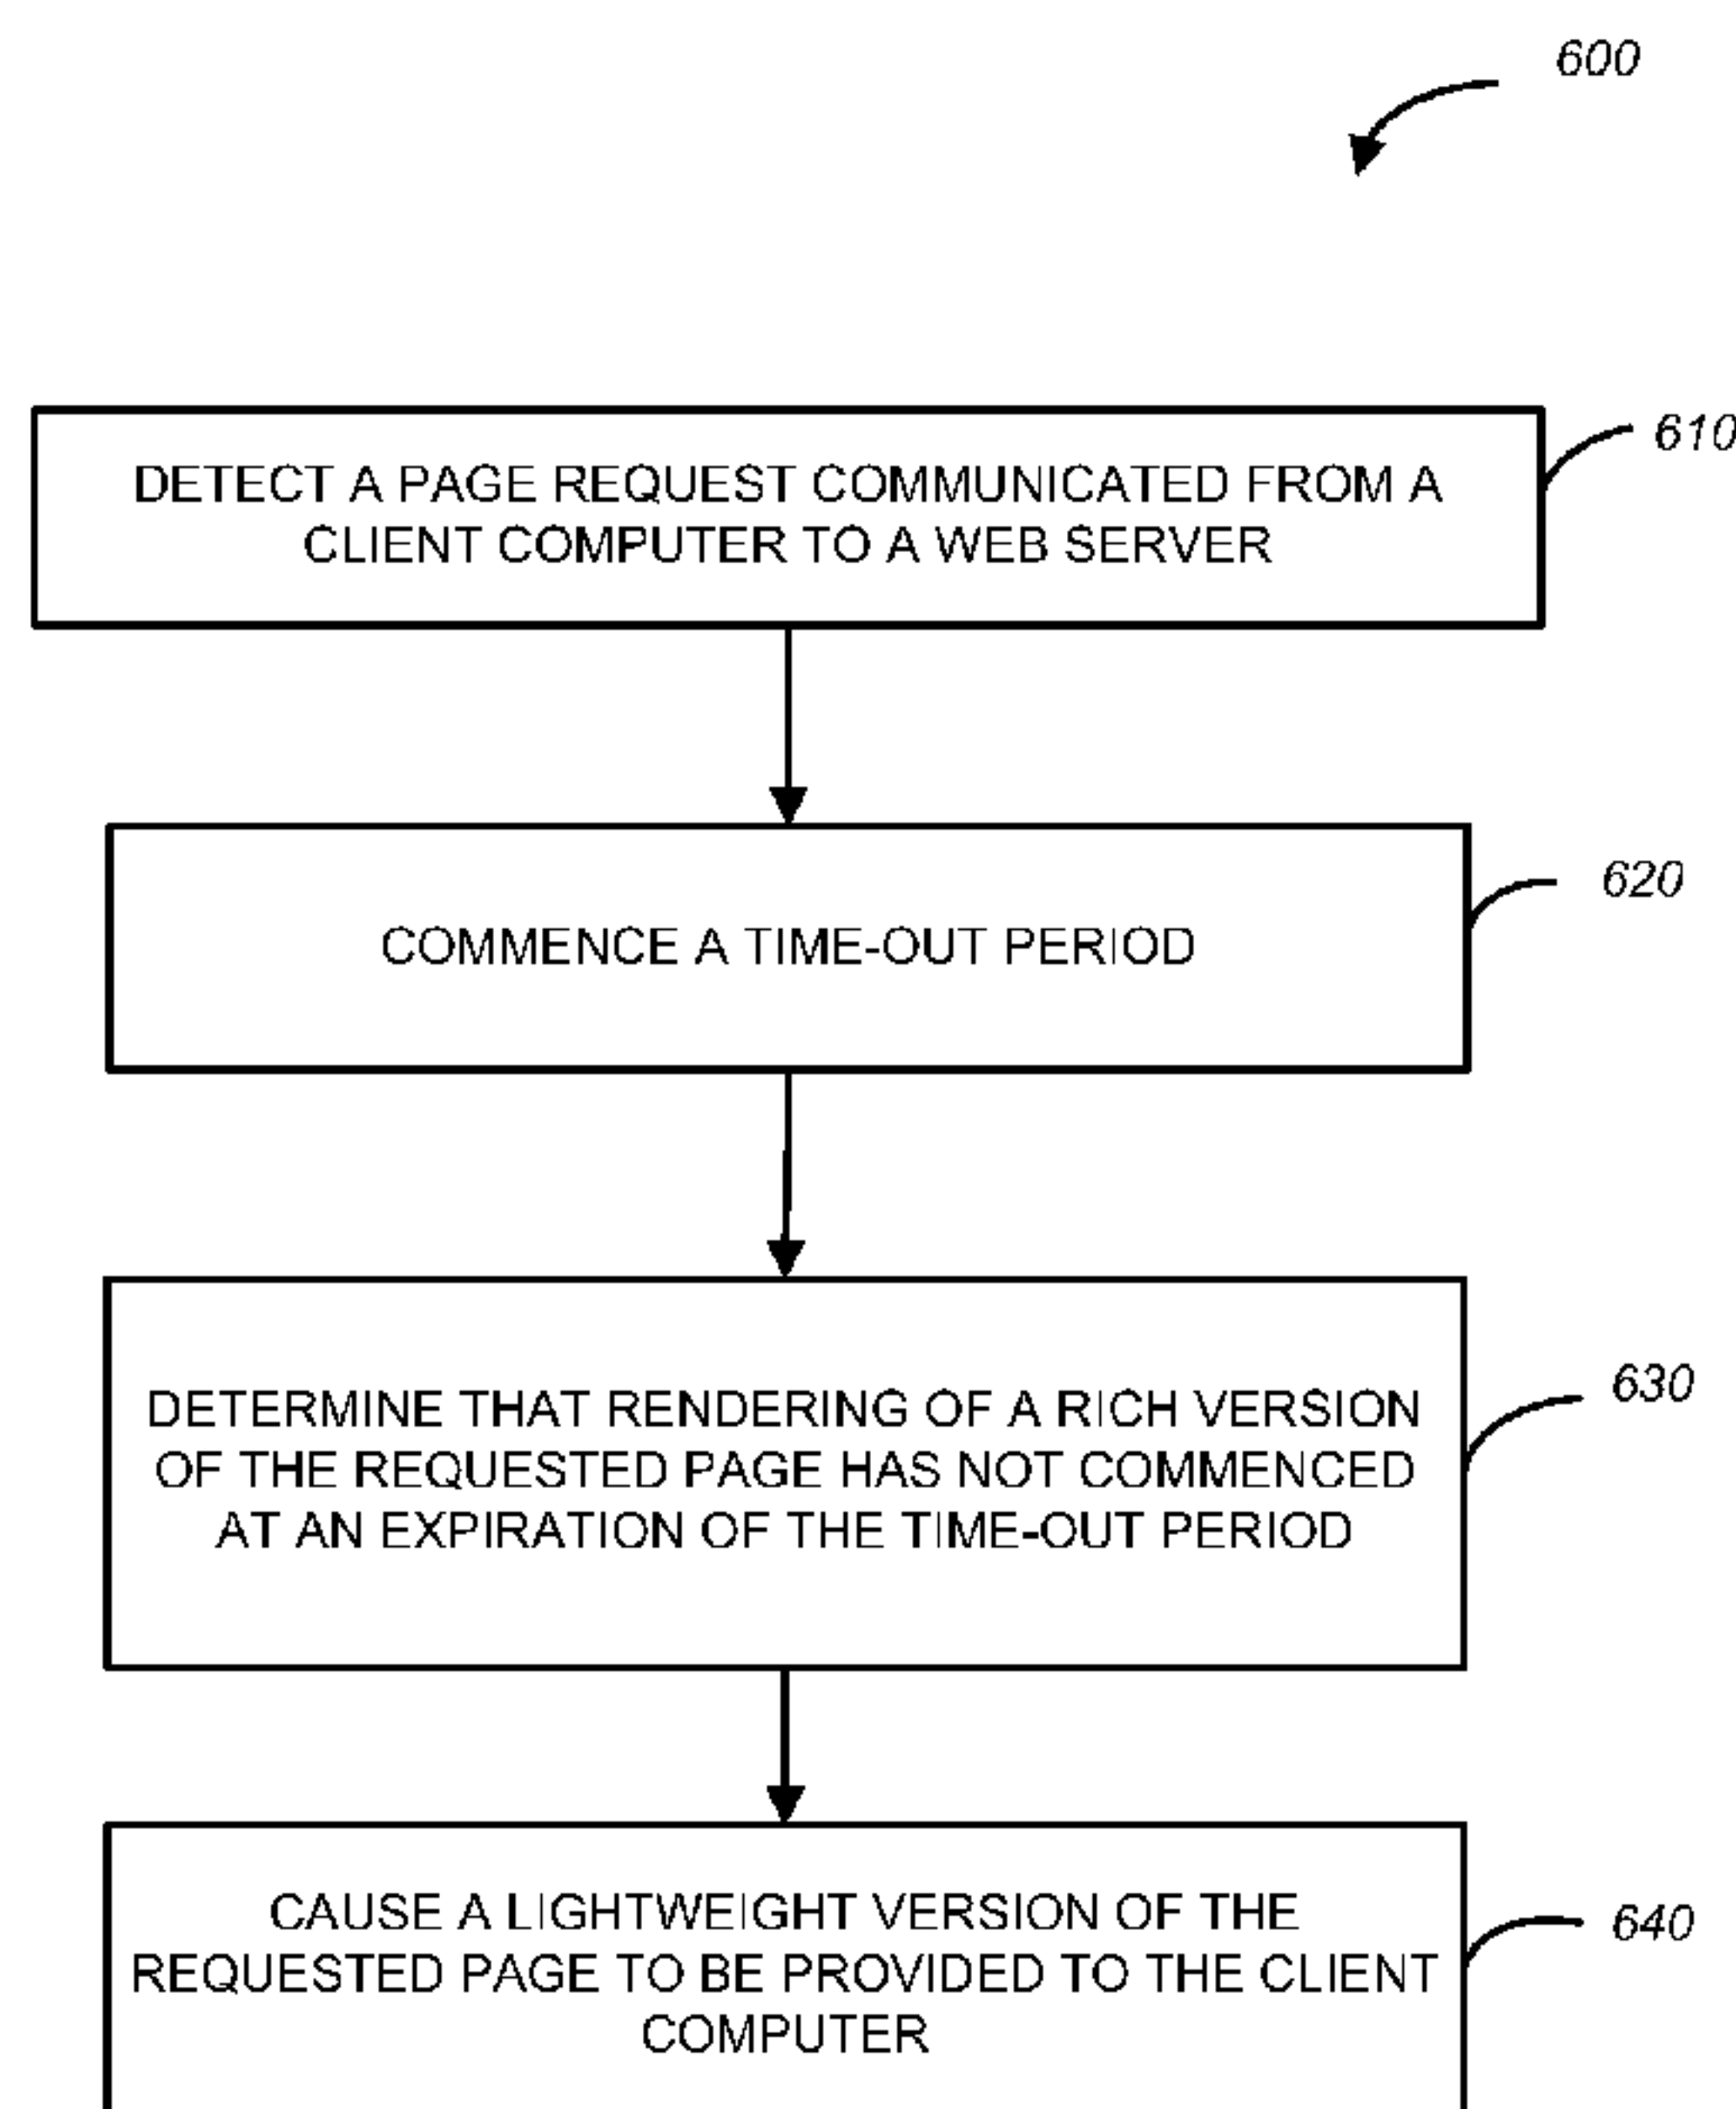 600
DETECT A PAGE REQUEST COMMUNICATED FROM A
CLIENT COMPUTER TO A WEB SERVER
610
COMMENCE A TIME-OUT PERIOD
620
DETERMINE THAT RENDERING OF A RICH VERSION
OF THE REQUESTED PAGE HAS NOT COMMENCED
AT AN EXPIRATION OF THE TIME-OUT PERIOD
630
CAUSE A LIGHTWEIGHT VERSION OF THE
REQUESTED PAGE TO BE PROVIDED TO THE CLIENT
COMPUTER
640